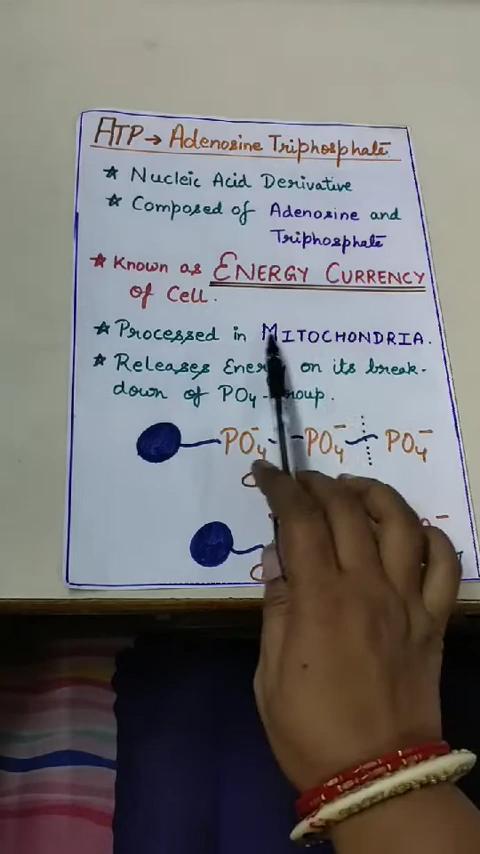 ATP → Adenosine Triphosphate
★ Nucleic Acid Derivative
★ Composed of Adenosine and
Triphosphate
★ Known as ENERGY CURRENCY
of Cell.
★ Processed in MITOCHONDRIA.
★ Releases on its break-
down of PO₄-
PO₄⁻ PO₄⁻ PO₄⁻